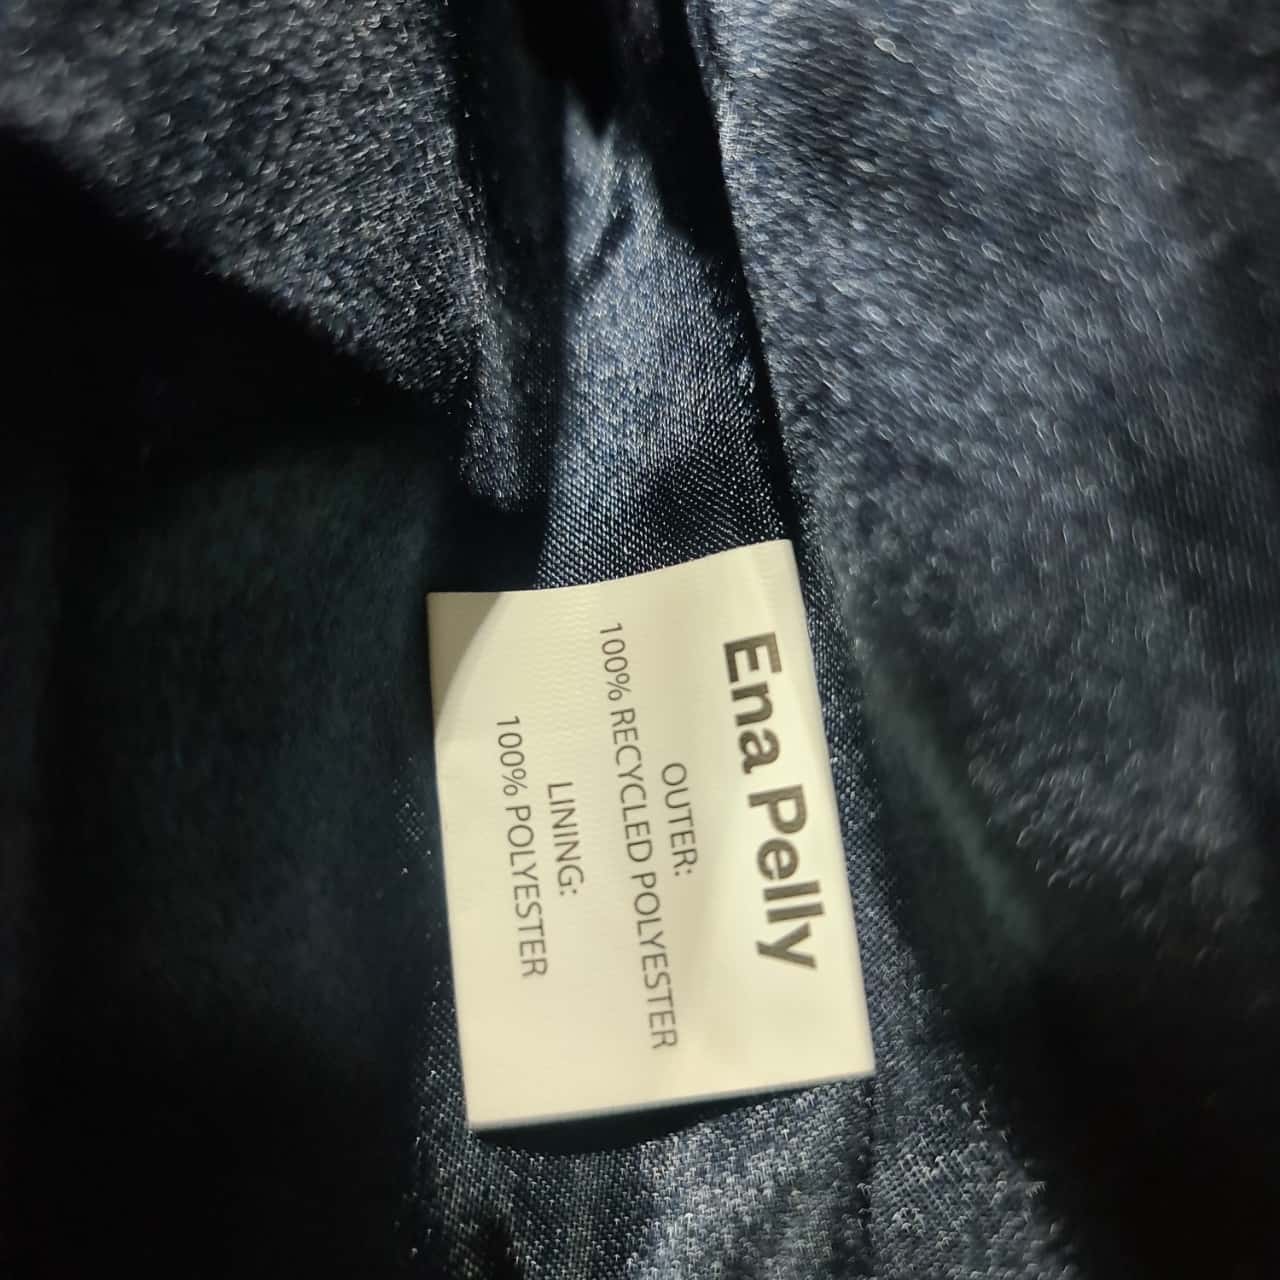 Ena Pelly
OUTER:
100% RECYCLED POLYESTER
LINING:
100% POLYESTER